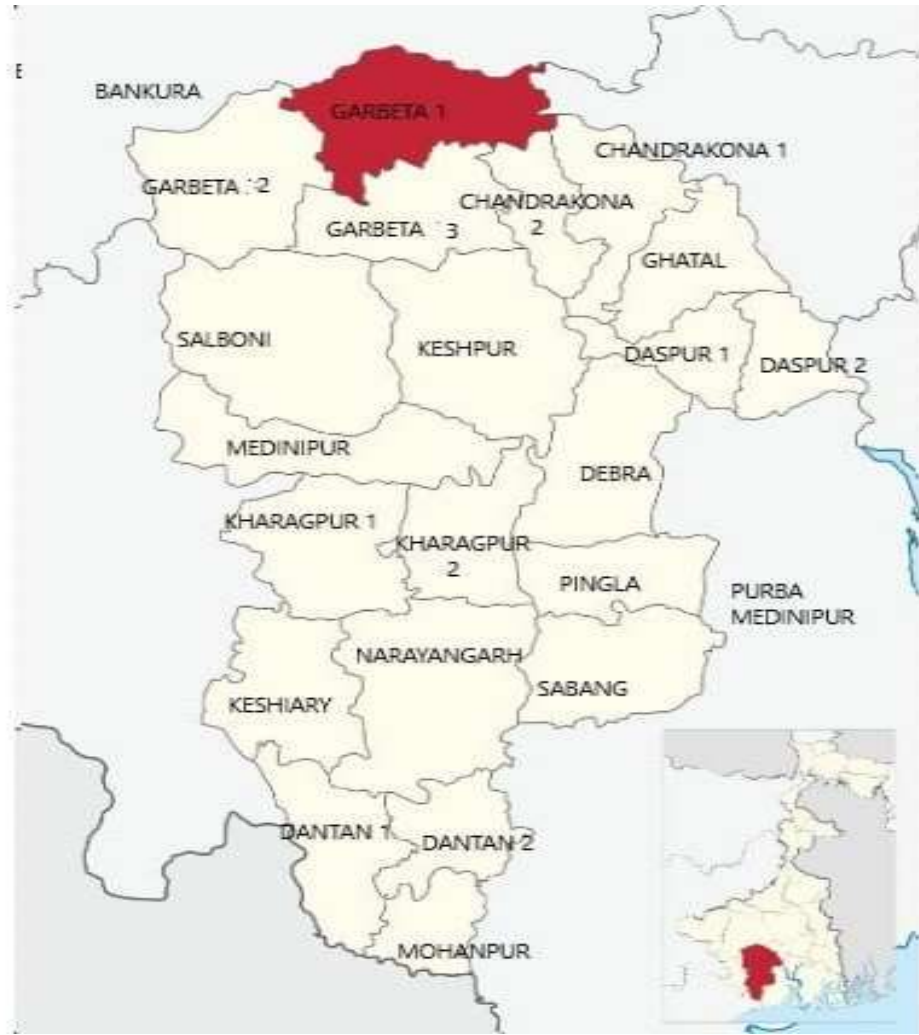 E
BANKURA
GARBETA 1
CHANDRAKONA 1
GARBETA 2
CHANDRAKONA
2
GARBETA 3
GHATAL
SALBONI
KESHPUR
DASPUR 1
DASPUR 2
MEDINIPUR
DEBRA
KHARAGPUR 1
KHARAGPUR
2
PINGLA
PURBA
MEDINIPUR
NARAYANGARH
SABANG
KESHIARY
DANTAN 1
DANTAN 2
MOHANPUR